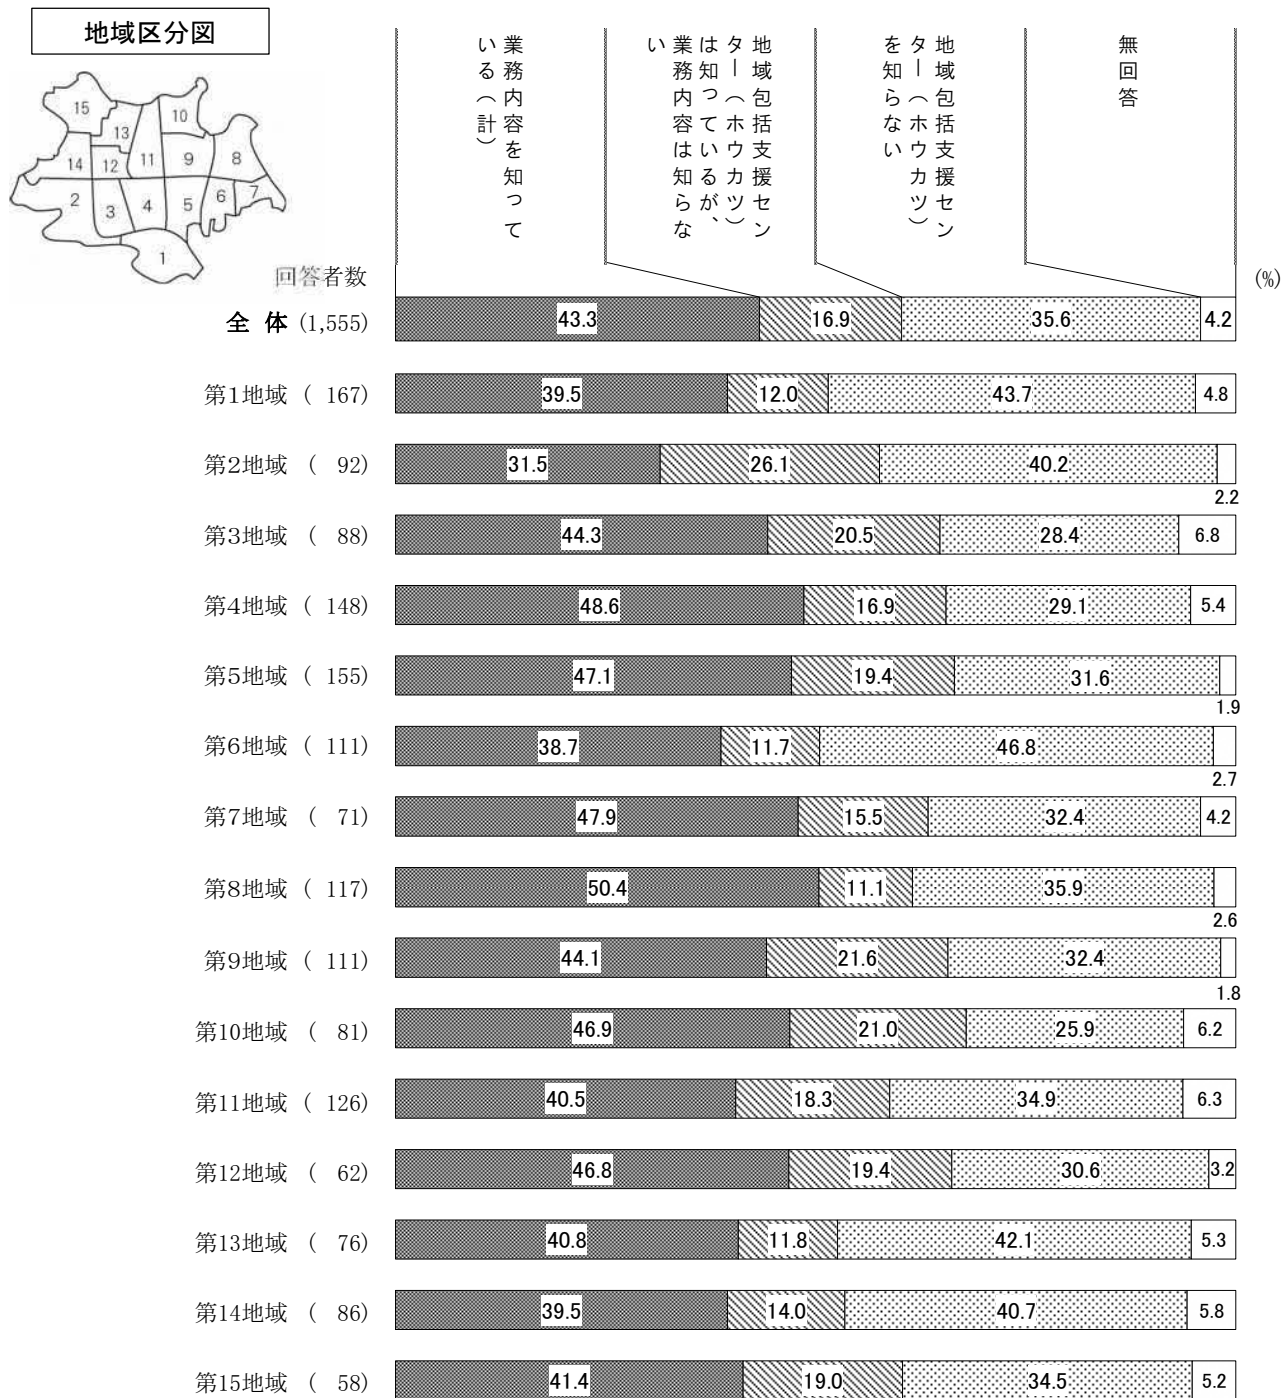 地域区分図
15
10
13
14
12
11
9
8
2
3
4
5
6
7
1
業務内容を知って
いる（計）
地域包括支援セン
ター（ホウカツ）
は知っているが、
業務内容は知らな
い
地域包括支援セン
ター（ホウカツ）
を知らない
無回答
回答者数
(%)
全 体 (1,555) 43.3 16.9 35.6 4.2
第1地域 ( 167) 39.5 12.0 43.7 4.8
第2地域 ( 92) 31.5 26.1 40.2 2.2
第3地域 ( 88) 44.3 20.5 28.4 6.8
第4地域 ( 148) 48.6 16.9 29.1 5.4
第5地域 ( 155) 47.1 19.4 31.6 1.9
第6地域 ( 111) 38.7 11.7 46.8 2.7
第7地域 ( 71) 47.9 15.5 32.4 4.2
第8地域 ( 117) 50.4 11.1 35.9 2.6
第9地域 ( 111) 44.1 21.6 32.4 1.8
第10地域 ( 81) 46.9 21.0 25.9 6.2
第11地域 ( 126) 40.5 18.3 34.9 6.3
第12地域 ( 62) 46.8 19.4 30.6 3.2
第13地域 ( 76) 40.8 11.8 42.1 5.3
第14地域 ( 86) 39.5 14.0 40.7 5.8
第15地域 ( 58) 41.4 19.0 34.5 5.2